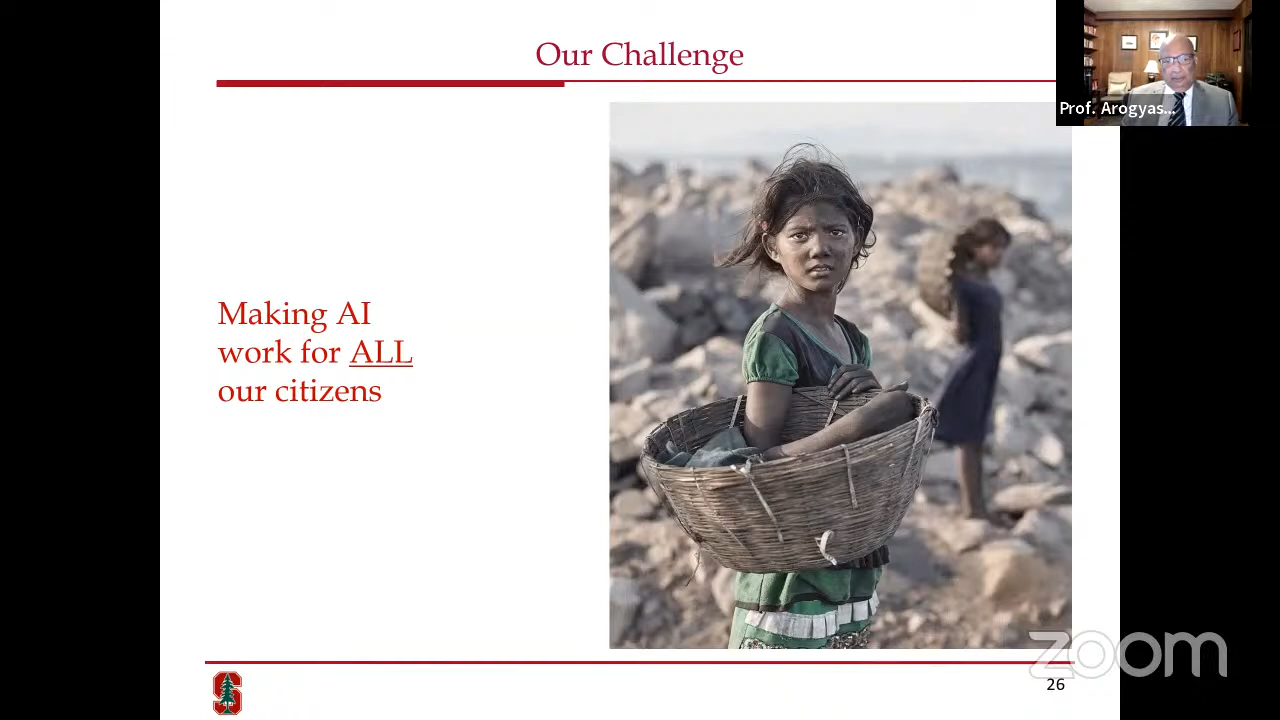 Our Challenge
Prof. Arogyas...
Making AI
work for ALL
our citizens
zoom
26